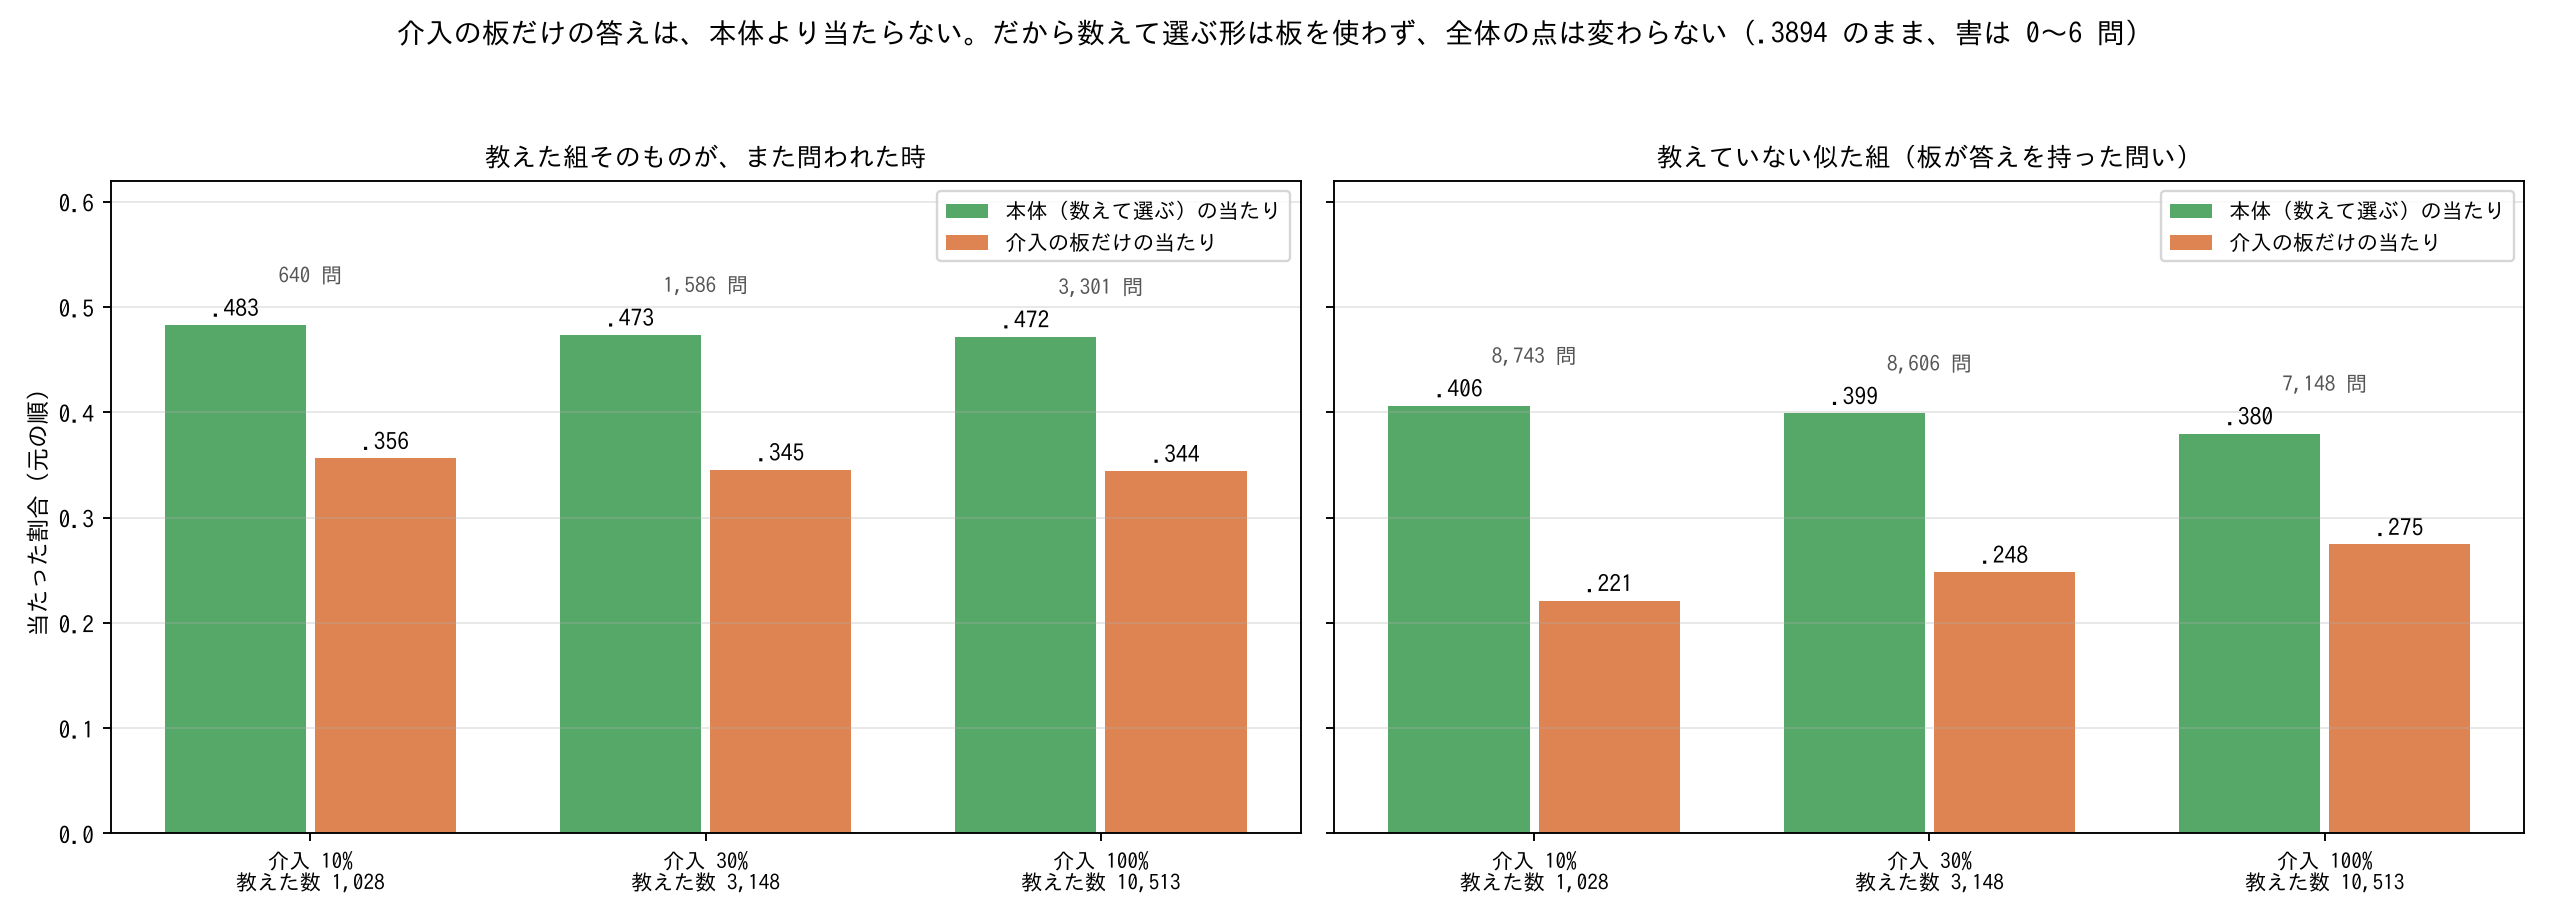 介入の板だけの答えは、本体より当たらない。だから数えて選ぶ形は板を使わず、全体の点は変わらない（.3894 のまま、害は 0〜6 問）
教えた組そのものが、また問われた時
当たった割合（元の順）
0.6
0.5
0.4
0.3
0.2
0.1
0.0
本体（数えて選ぶ）の当たり
介入の板だけの当たり
640 問
.483
.356
1,586 問
.473
.345
3,301 問
.472
.344
介入 10%
教えた数 1,028
介入 30%
教えた数 3,148
介入 100%
教えた数 10,513
教えていない似た組（板が答えを持った問い）
本体（数えて選ぶ）の当たり
介入の板だけの当たり
8,743 問
.406
.221
8,606 問
.399
.248
7,148 問
.380
.275
介入 10%
教えた数 1,028
介入 30%
教えた数 3,148
介入 100%
教えた数 10,513